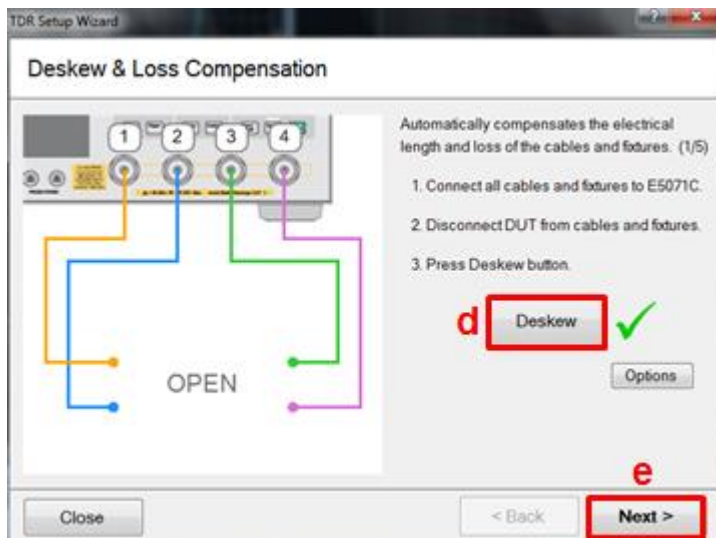 TDR Setup Wizard
Deskew & Loss Compensation
1 2 3 4
Automatically compensates the electrical
length and loss of the cables and fixtures. (1/5)
1. Connect all cables and fixtures to E5071C.
2. Disconnect DUT from cables and fixtures.
3. Press Deskew button.
d Deskew
OPEN
Options
e
Close < Back Next >